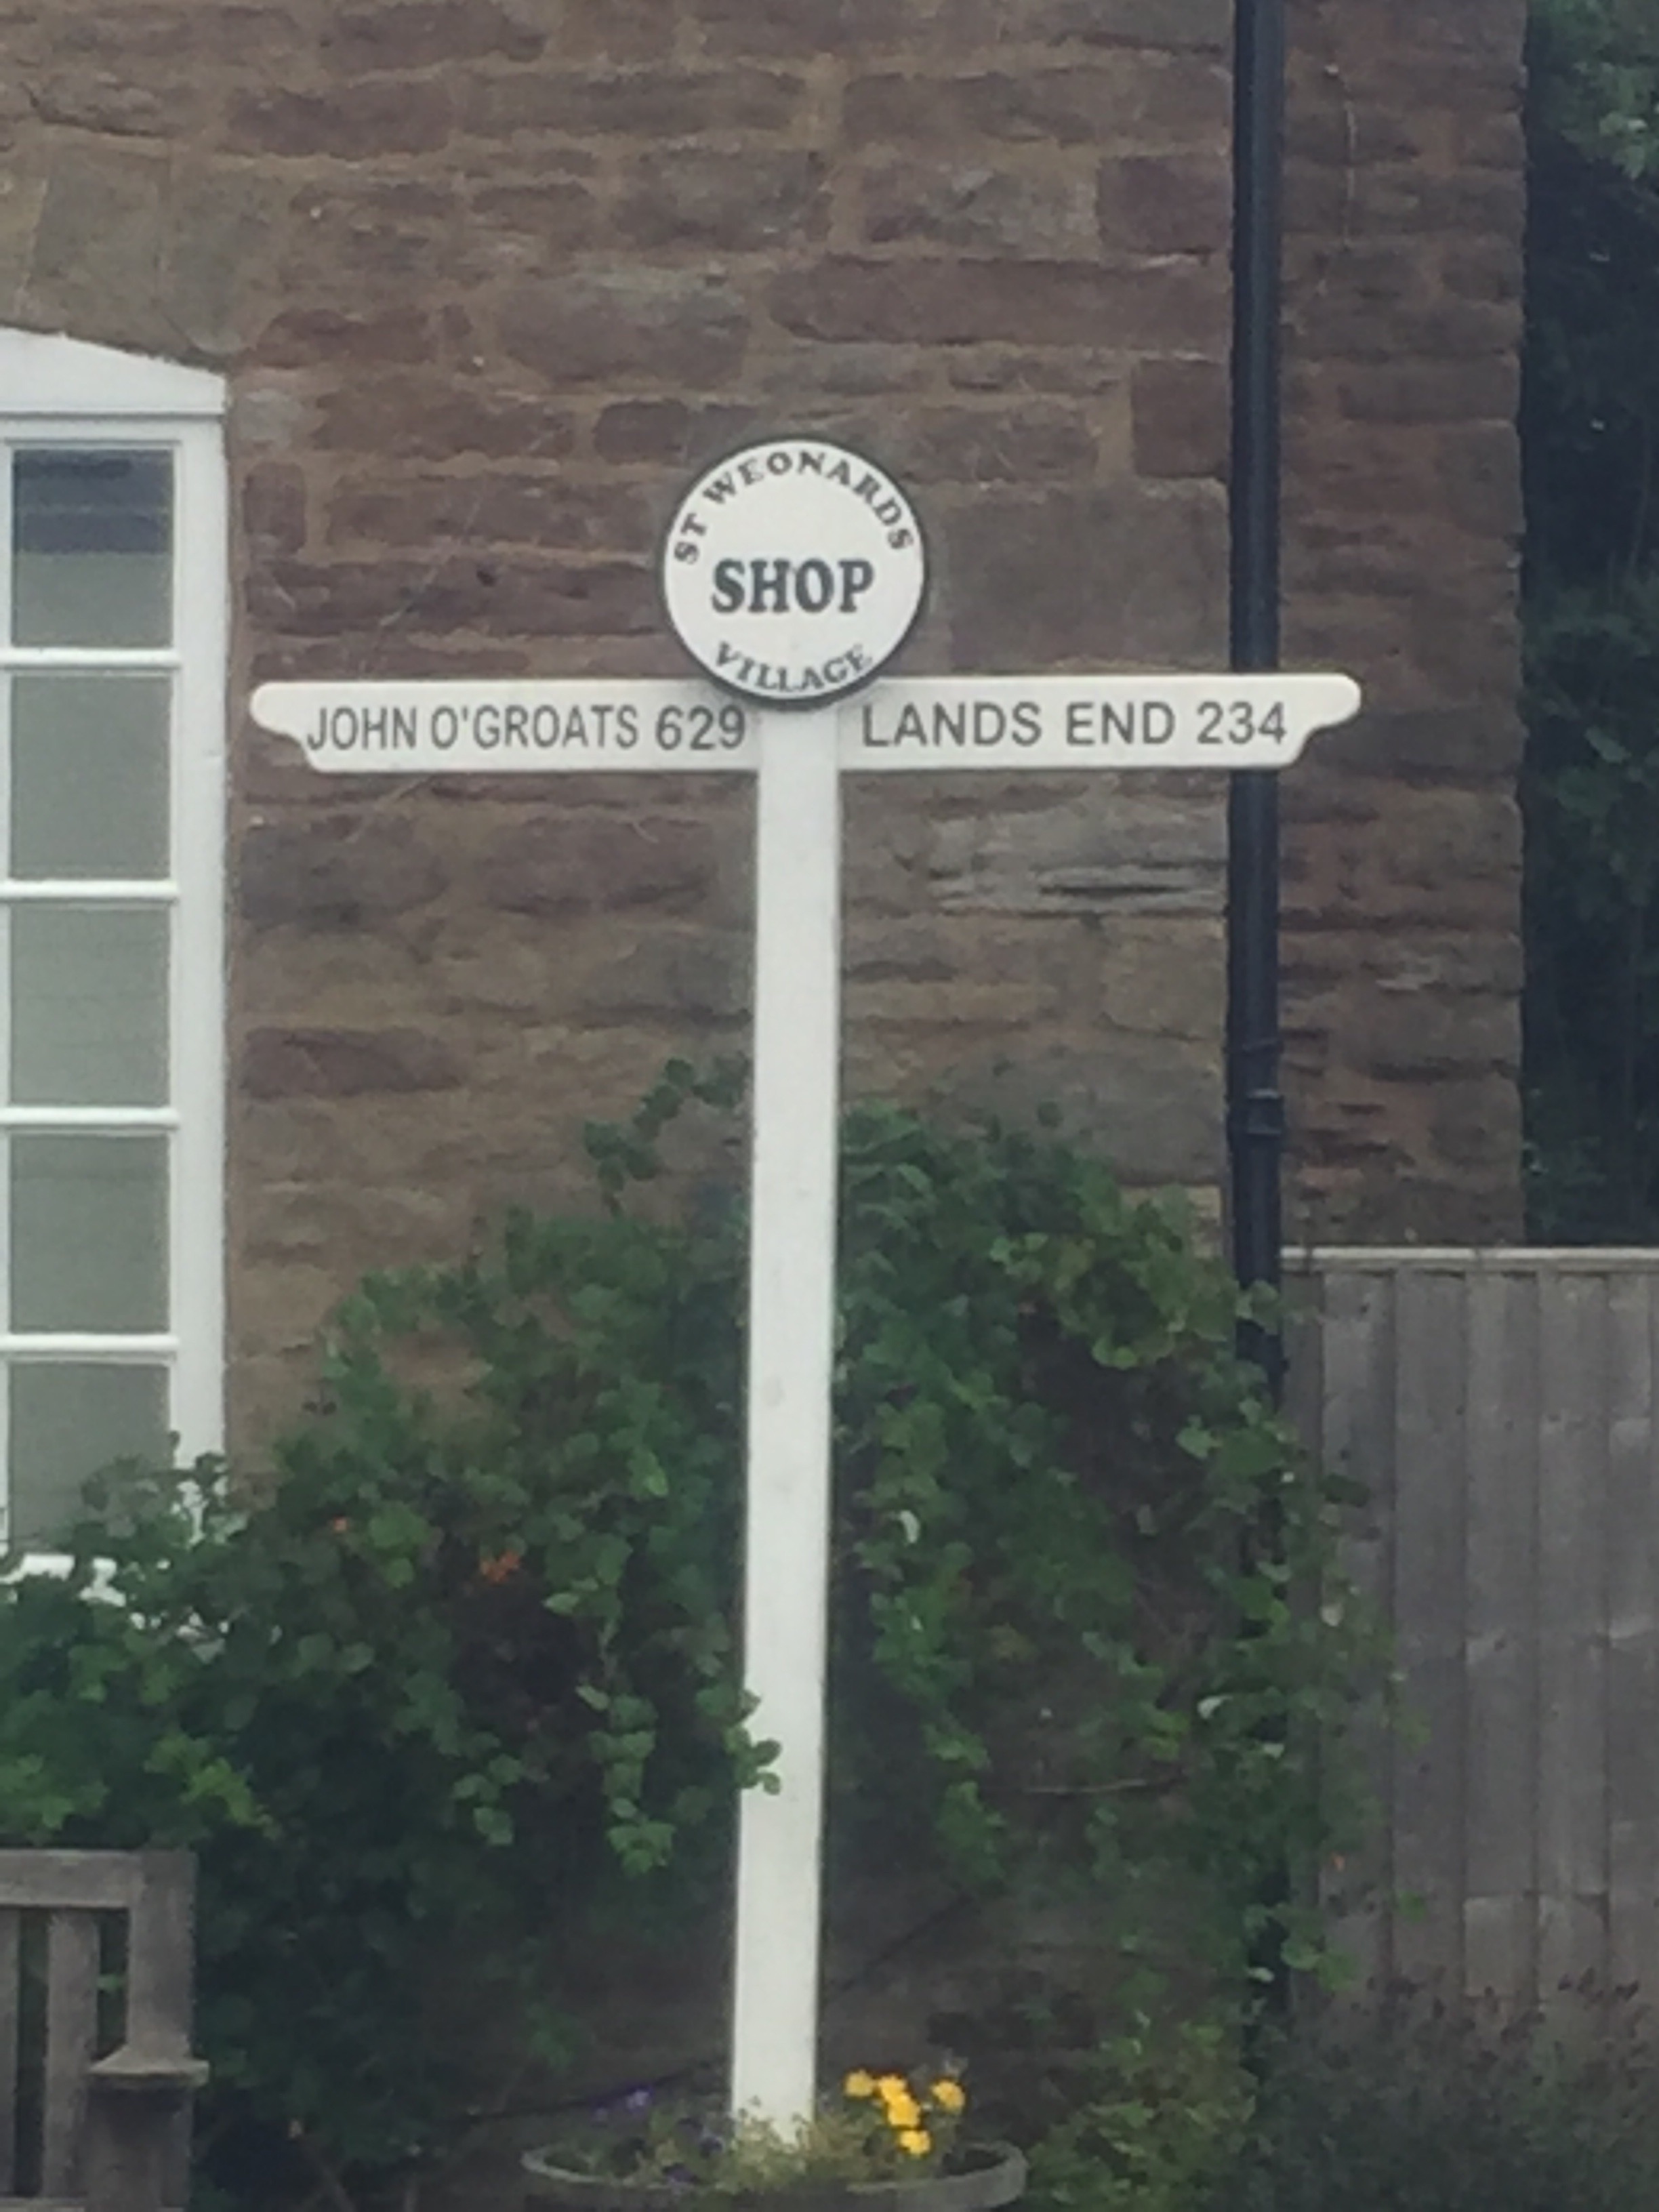 ST WEONARDS
SHOP
VILLAGE
JOHN O'GROATS 629
LANDS END 234